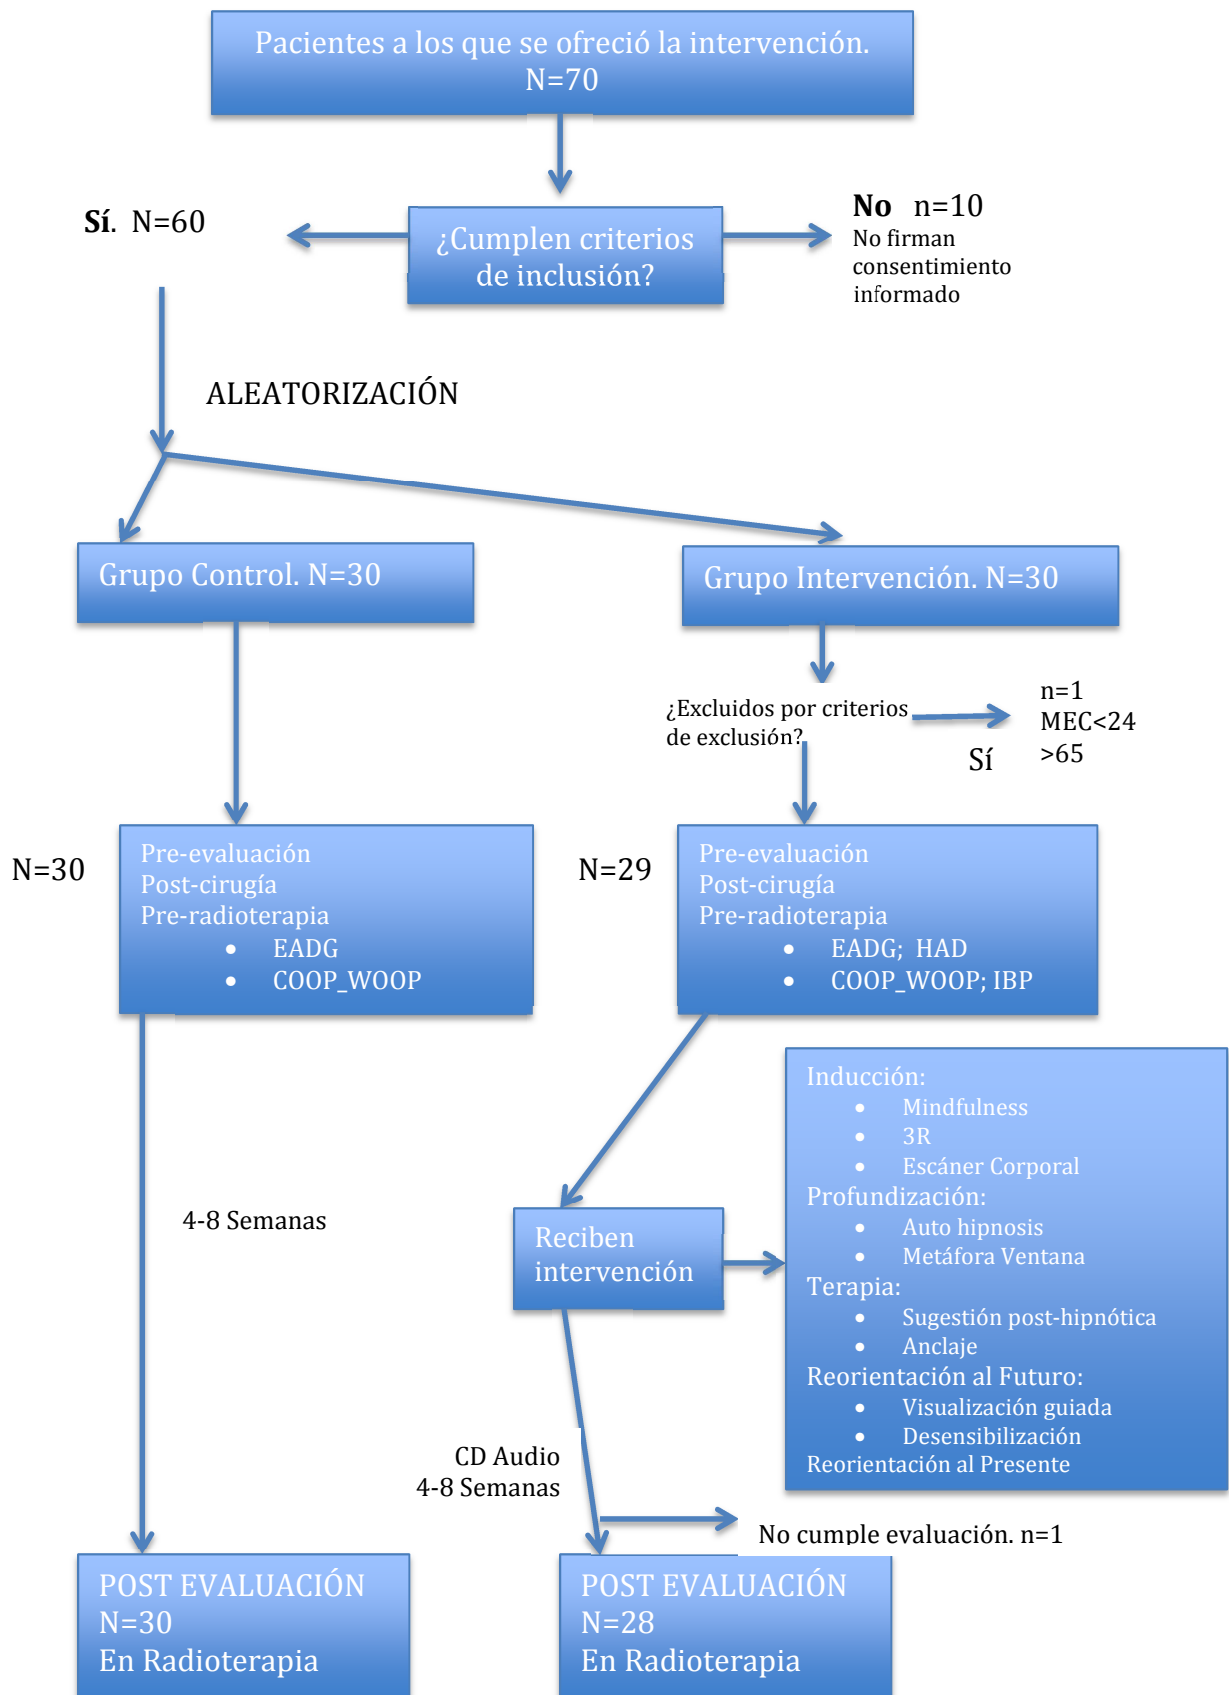 Pacientes a los que se ofreció la intervención.
N=70
Sí.  N=60
¿Cumplen criterios
de inclusión?
No   n=10
No firman
consentimiento
informado
ALEATORIZACIÓN
Grupo Control. N=30
Grupo Intervención. N=30
¿Excluidos por criterios
de exclusión?
Sí
n=1
MEC<24
>65
N=30
Pre-evaluación
Post-cirugía
Pre-radioterapia
• EADG
• COOP_WOOP
N=29
Pre-evaluación
Post-cirugía
Pre-radioterapia
• EADG;  HAD
• COOP_WOOP; IBP
4-8 Semanas
Reciben
intervención
Inducción:
• Mindfulness
• 3R
• Escáner Corporal
Profundización:
• Auto hipnosis
• Metáfora Ventana
Terapia:
• Sugestión post-hipnótica
• Anclaje
Reorientación al Futuro:
• Visualización guiada
• Desensibilización
Reorientación al Presente
CD Audio
4-8 Semanas
No cumple evaluación. n=1
POST EVALUACIÓN
N=30
En Radioterapia
POST EVALUACIÓN
N=28
En Radioterapia